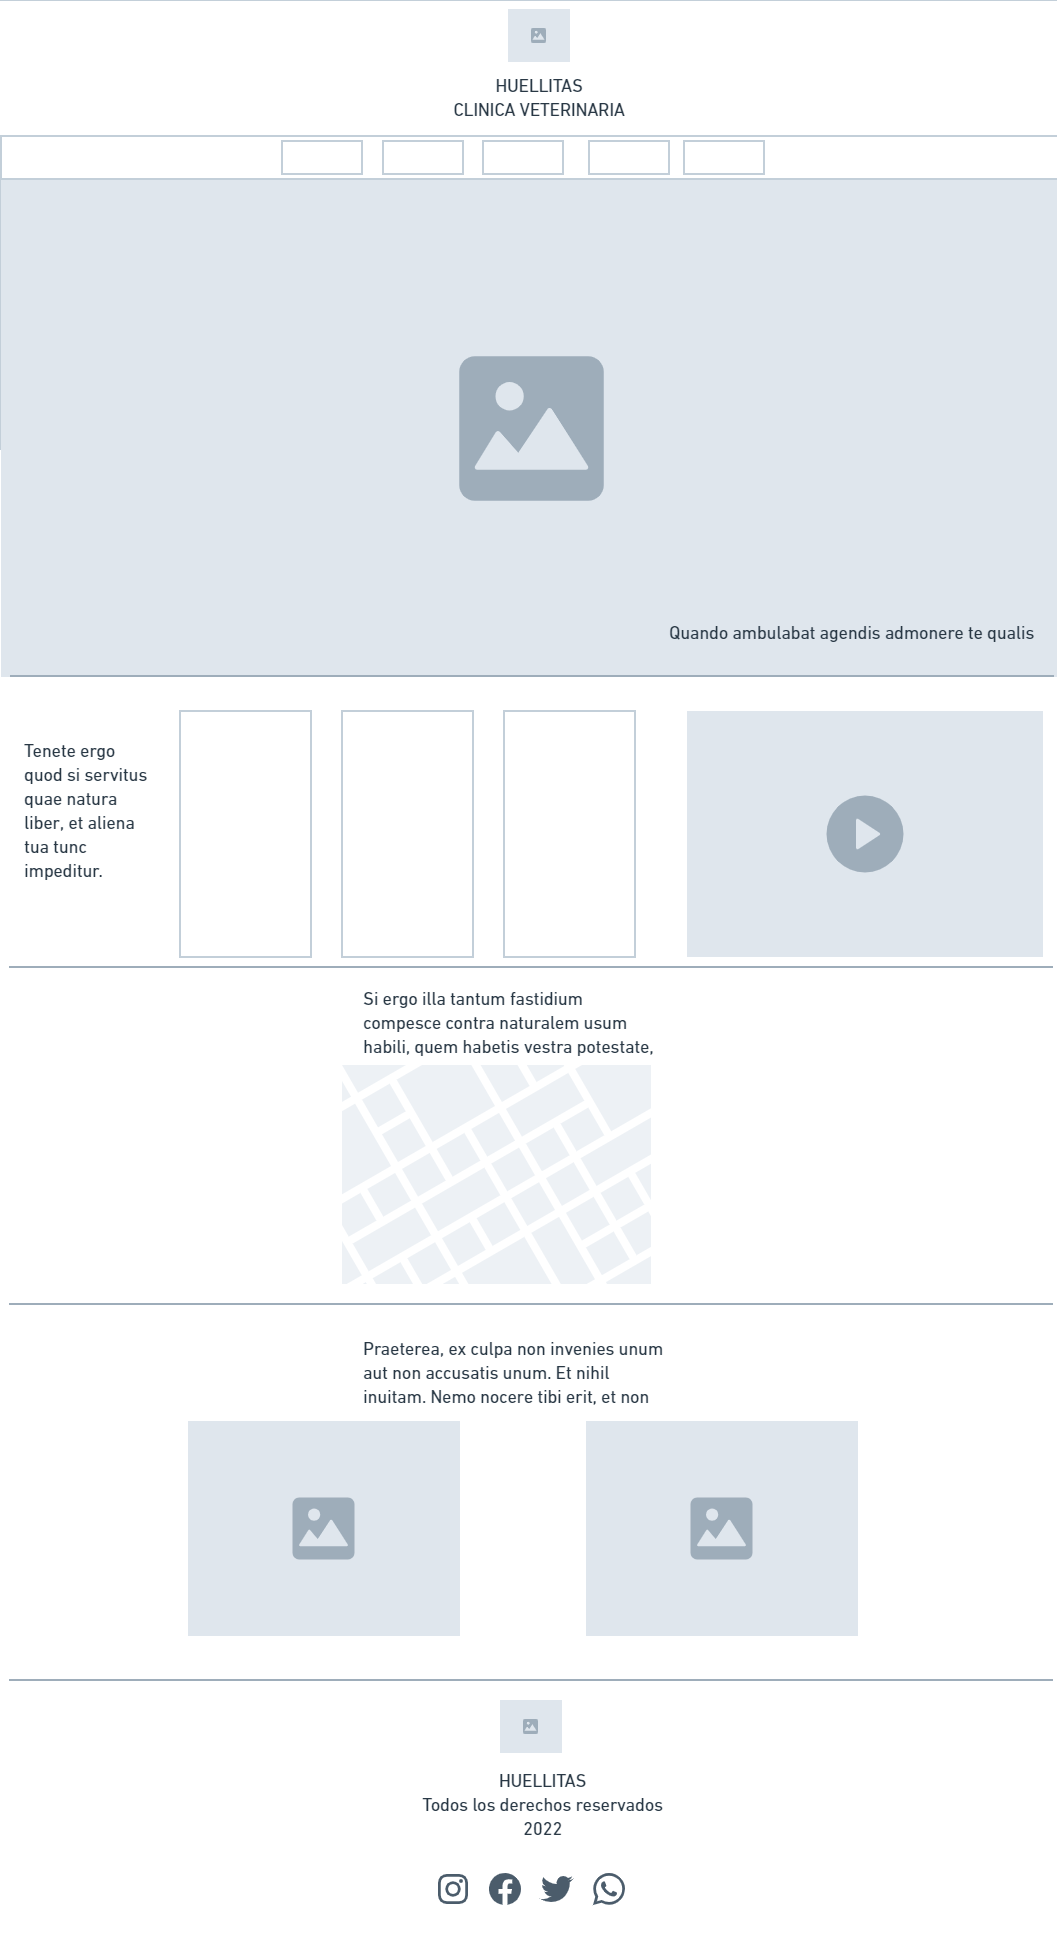 HUELLITAS
CLINICA VETERINARIA
Quando ambulabat agendis admonere te qualis
Tenete ergo
quod si servitus
quae natura
liber, et aliena
tua tunc
impeditur.
Si ergo illa tantum fastidium
compesce contra naturalem usum
habili, quem habetis vestra potestate,
Praeterea, ex culpa non invenies unum
aut non accusatis unum. Et nihil
inuitam. Nemo nocere tibi erit, et non
HUELLITAS
Todos los derechos reservados
2022